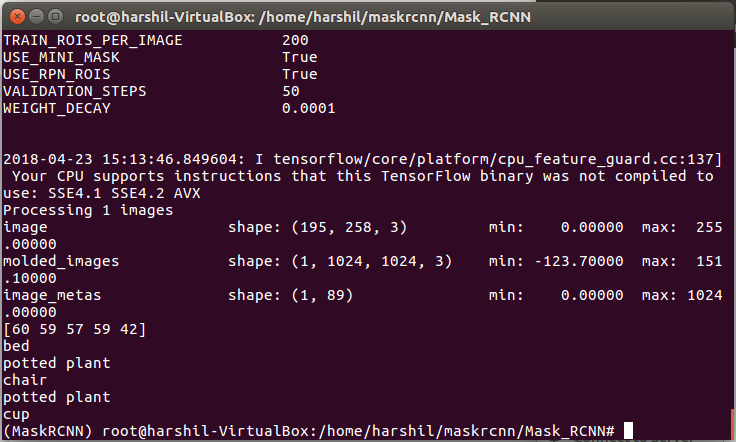 root@harshil-VirtualBox: /home/harshil/maskrcnn/Mask_RCNN
TRAIN_ROIS_PER_IMAGE 200
USE_MINI_MASK True
USE_RPN_ROIS True
VALIDATION_STEPS 50
WEIGHT_DECAY 0.0001
2018-04-23 15:13:46.849604: I tensorflow/core/platform/cpu_feature_guard.cc:137]
Your CPU supports instructions that this TensorFlow binary was not compiled to
use: SSE4.1 SSE4.2 AVX
Processing 1 images
image shape: (195, 258, 3) min: 0.00000 max: 255
.00000
molded_images shape: (1, 1024, 1024, 3) min: -123.70000 max: 151
.10000
image_metas shape: (1, 89) min: 0.00000 max: 1024
.00000
[60 59 57 59 42]
bed
potted plant
chair
potted plant
cup
(MaskRCNN) root@harshil-VirtualBox:/home/harshil/maskrcnn/Mask_RCNN#